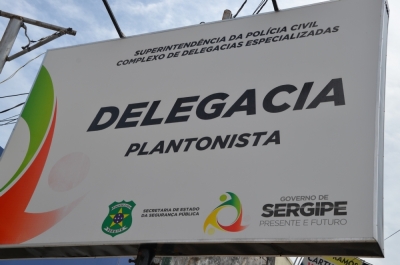 SUPERINTENDÊNCIA DA POLÍCIA CIVIL
COMPLEXO DE DELEGACIAS ESPECIALIZADAS
DELEGACIA
PLANTONISTA
SECRETARIA DE ESTADO
DA SEGURANÇA PÚBLICA
GOVERNO DE
SERGIPE
PRESENTE E FUTURO